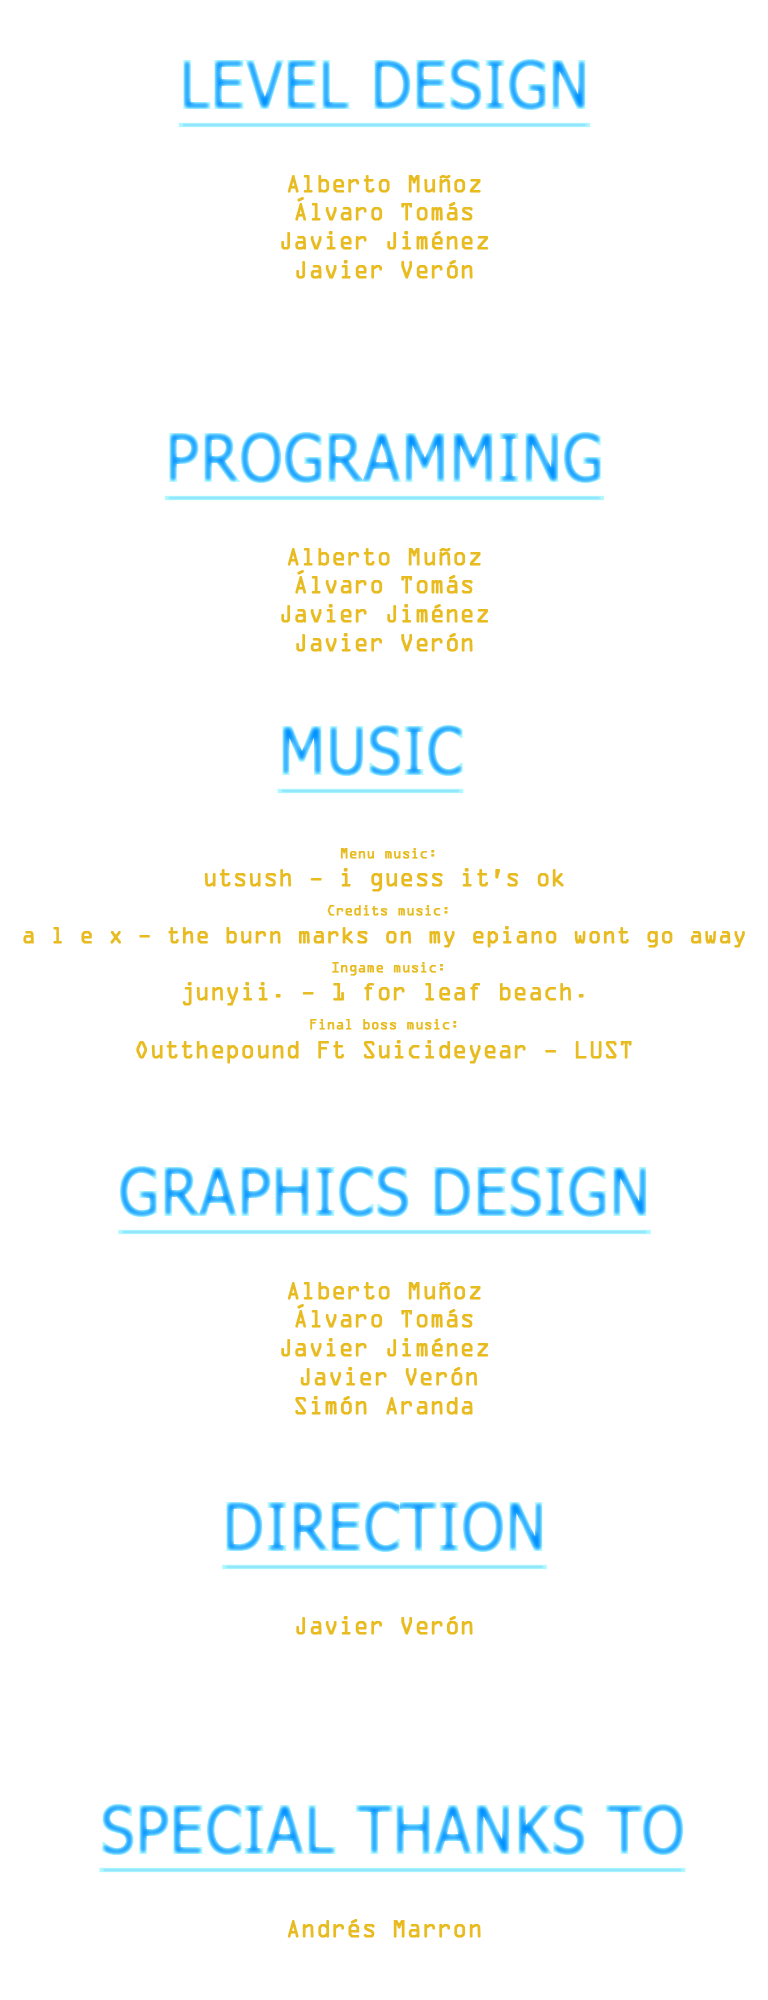 LEVEL DESIGN
Alberto Muñoz
Álvaro Tomás
Javier Jiménez
Javier Verón
PROGRAMMING
Alberto Muñoz
Álvaro Tomás
Javier Jiménez
Javier Verón
MUSIC
Menu music:
utsush - i guess it's ok
Credits music:
a l e x - the burn marks on my epiano wont go away
Ingame music:
junyii. - for leaf beach.
Final boss music:
Outthepound Ft Suicideyear - LUST
GRAPHICS DESIGN
Alberto Muñoz
Álvaro Tomás
Javier Jiménez
Javier Verón
Simón Aranda
DIRECTION
Javier Verón
SPECIAL THANKS TO
Andrés Marron